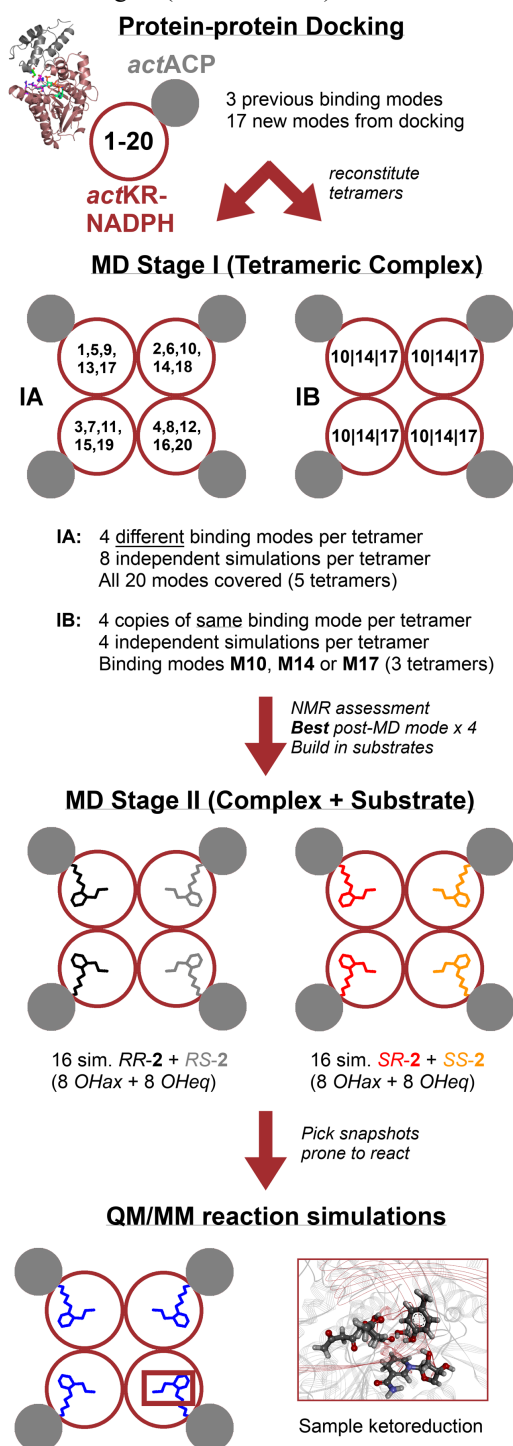 Protein-protein Docking
actACP
3 previous binding modes
17 new modes from docking
1-20
actKR-
NADPH
reconstitute
tetramers
MD Stage I (Tetrameric Complex)
IA
1,5,9,
13,17
2,6,10,
14,18
3,7,11,
15,19
4,8,12,
16,20
IB
10|14|17
10|14|17
10|14|17
10|14|17
IA: 4 different binding modes per tetramer
8 independent simulations per tetramer
All 20 modes covered (5 tetramers)
IB: 4 copies of same binding mode per tetramer
4 independent simulations per tetramer
Binding modes M10, M14 or M17 (3 tetramers)
NMR assessment
Best post-MD mode x 4
Build in substrates
MD Stage II (Complex + Substrate)
16 sim. RR-2 + RS-2
(8 OHax + 8 OHeq)
16 sim. SR-2 + SS-2
(8 OHax + 8 OHeq)
Pick snapshots
prone to react
QM/MM reaction simulations
Sample ketoreduction